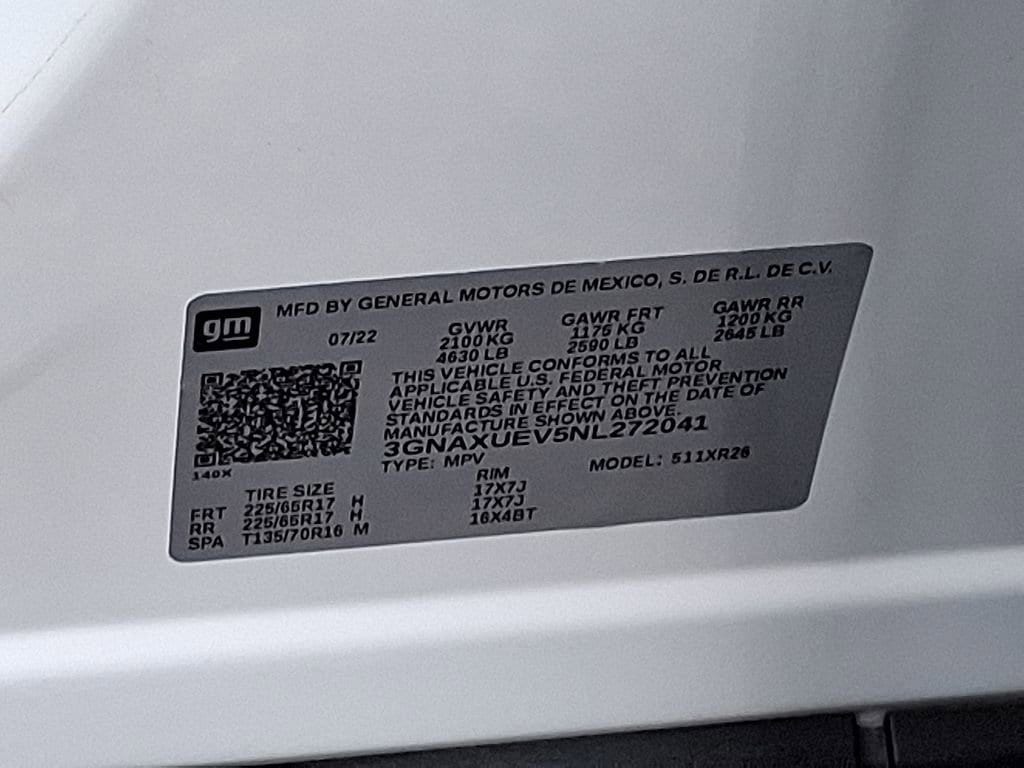 gm
MFD BY GENERAL MOTORS DE MEXICO, S. DE R.L. DE C.V.
07/22
GVWR
2100 KG
4630 LB
GAWR FRT
1175 KG
2590 LB
GAWR RR
1200 KG
2645 LB
THIS VEHICLE CONFORMS TO ALL
APPLICABLE U.S. FEDERAL MOTOR
VEHICLE SAFETY AND THEFT PREVENTION
STANDARDS IN EFFECT ON THE DATE OF
MANUFACTURE SHOWN ABOVE.
3GNAXUEV5NL272041
TYPE: MPV
MODEL: 511XR26
140X
TIRE SIZE RIM
FRT 225/65R17 H 17X7J
RR 225/65R17 H 17X7J
SPA T135/70R16 M 16X4BT